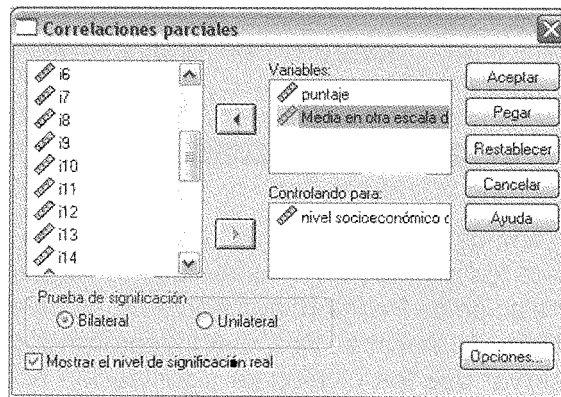 Correlaciones parciales
i6
i7
i8
i9
i10
i11
i12
i13
i14
Variables:
puntaje
Media en otra escala d
Controlando para:
nivel socioeconómico c
Aceptar
Pegar
Restablecer
Cancelar
Ayuda
Prueba de significación
Bilateral
Unilateral
Mostrar el nivel de significación real
Opciones...